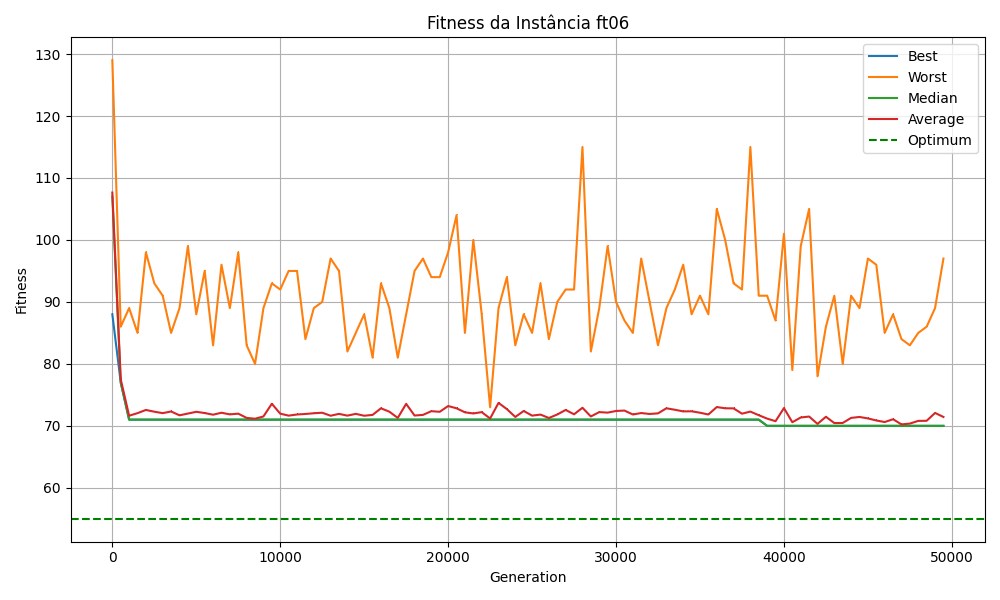 Fitness da Instância ft06
130
120
110
100
90
80
70
60
Fitness
Best
Worst
Median
Average
Optimum
0
10000
20000
30000
40000
50000
Generation